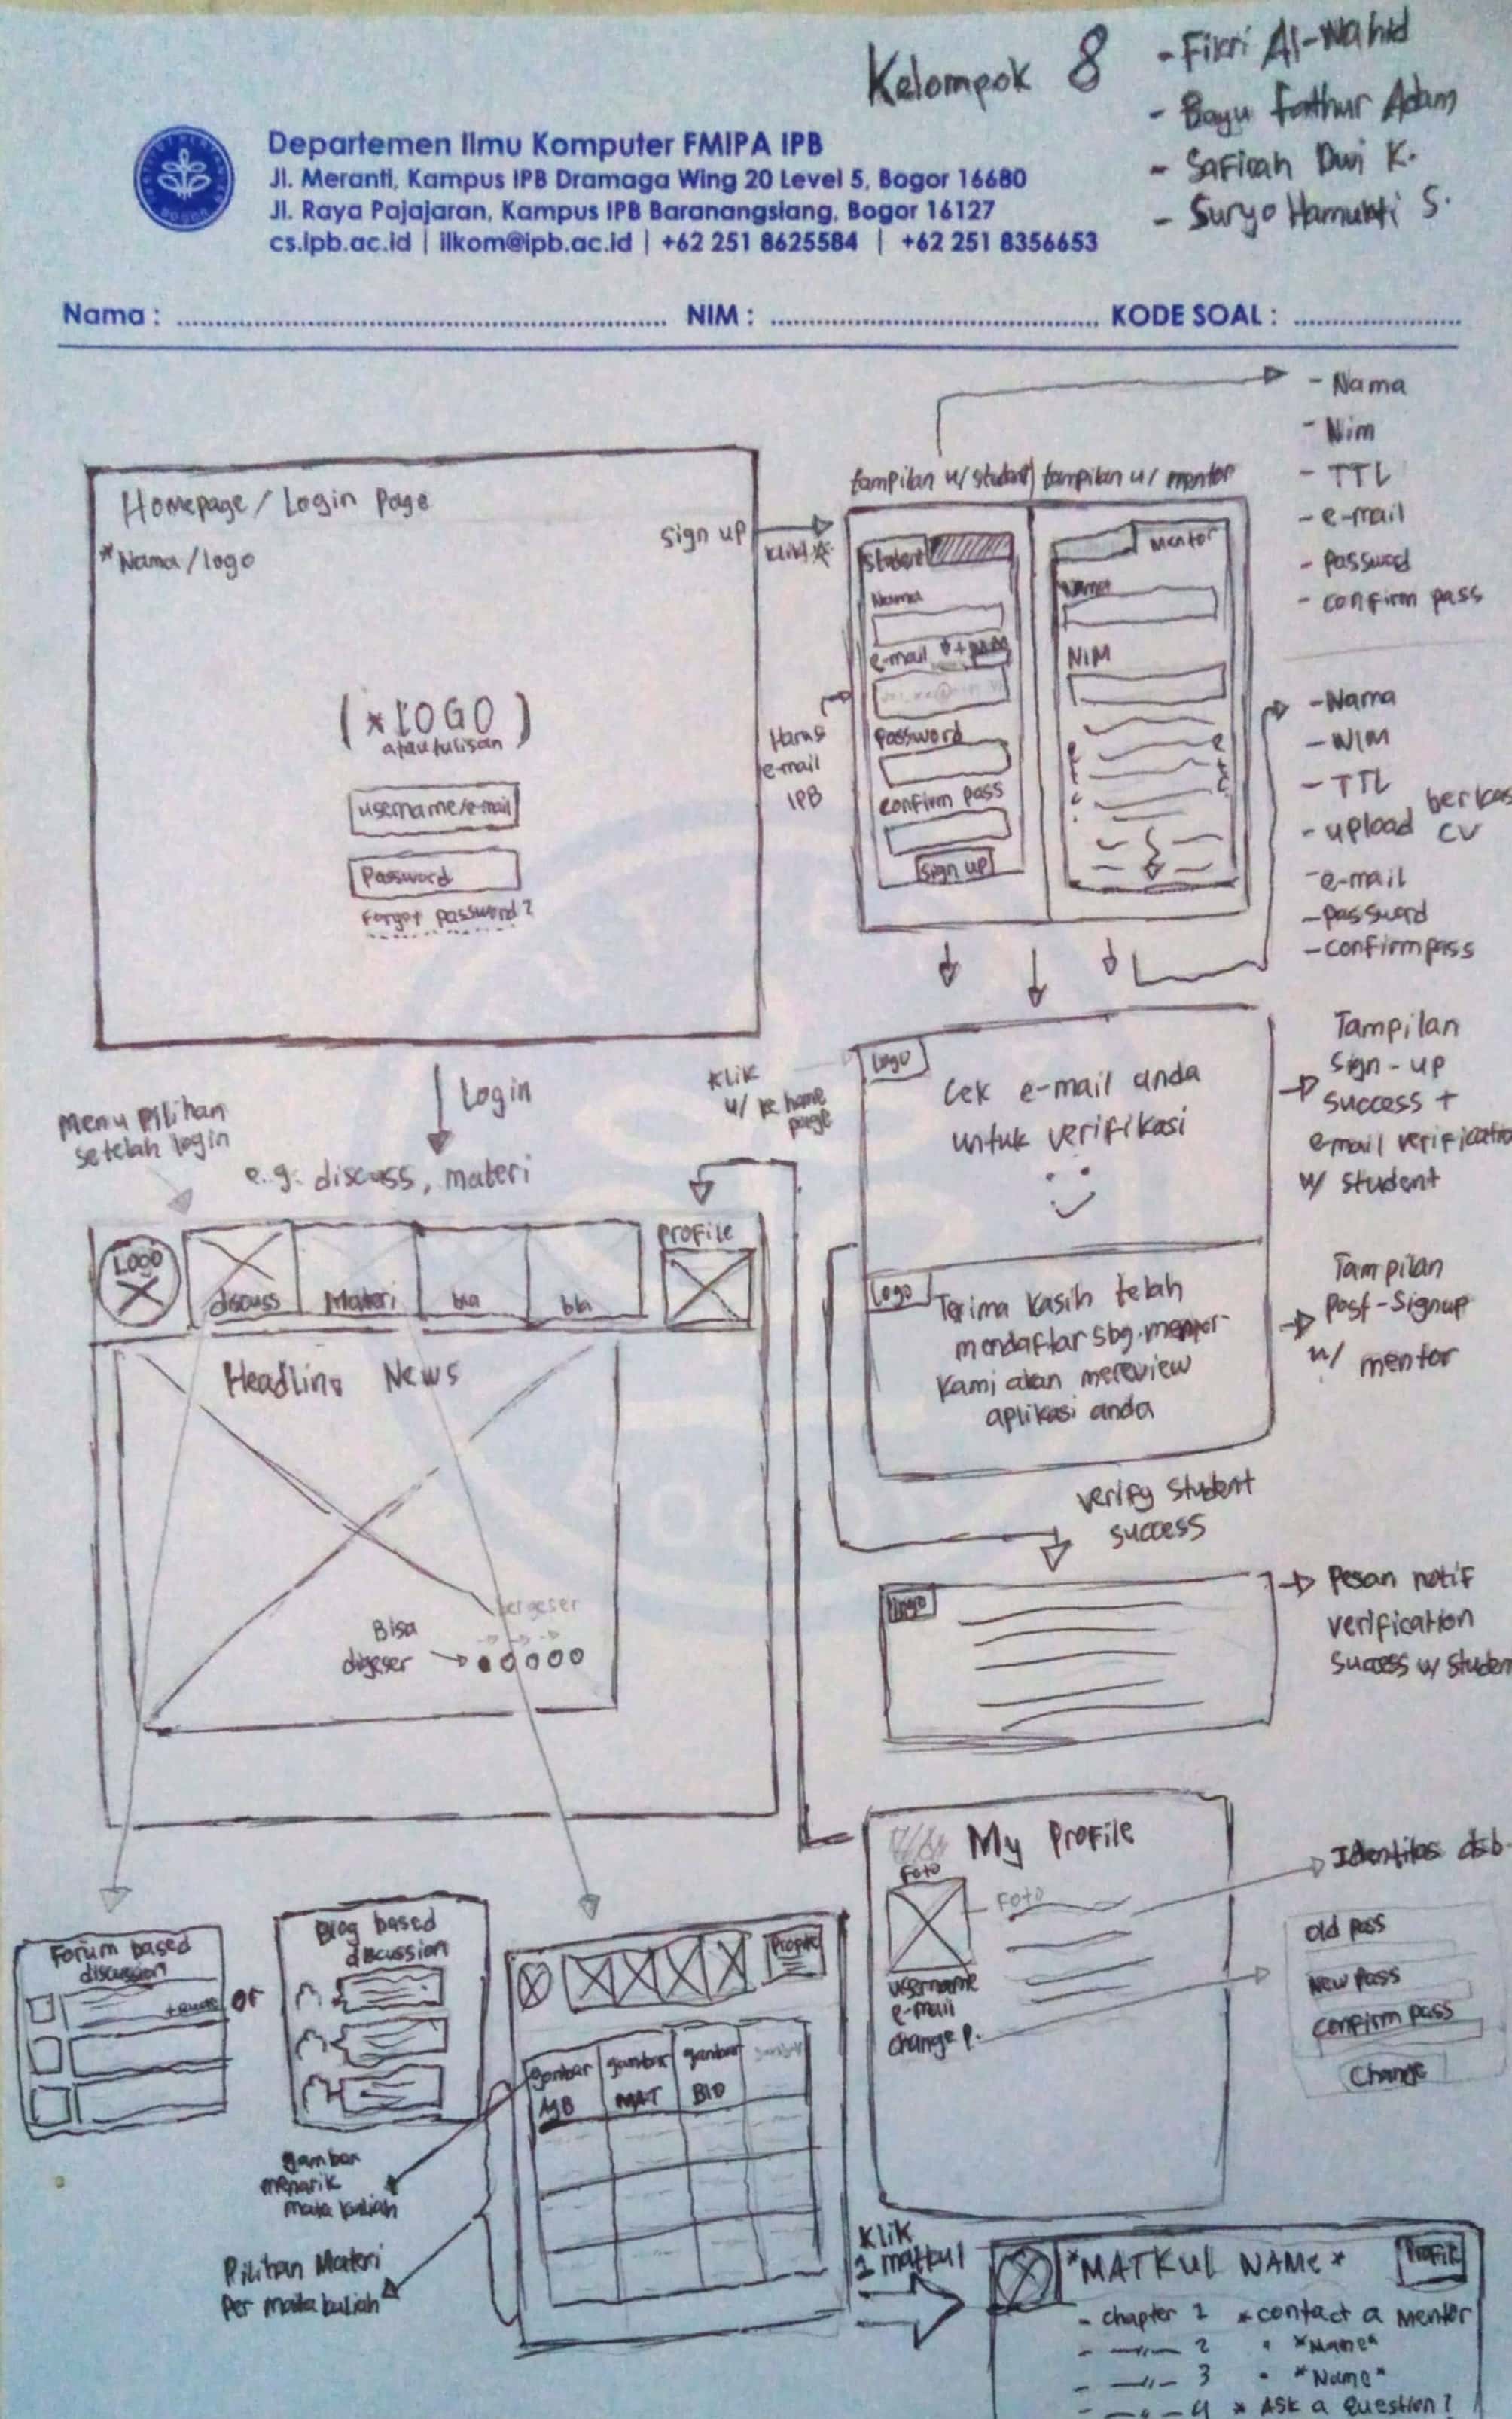 Kelompok 8
- Fikri Al-Wahid
- Bayu Fathur Adam
- Safirah Dwi K.
- Suryo Hamukti S.
Departemen Ilmu Komputer FMIPA IPB
Jl. Meranti, Kampus IPB Dramaga Wing 20 Level 5, Bogor 16680
Jl. Raya Pajajaran, Kampus IPB Baranangsiang, Bogor 16127
cs.ipb.ac.id | ilkom@ipb.ac.id | +62 251 8625584 | +62 251 8356653
Nama : NIM : KODE SOAL :
Homepage / Login Page
*Nama/logo
sign up
klik
(*LOGO)
atau tulisan
username/e-mail
Password
Forgot password?
tampilan u/ student
tampilan u/ mentor
Student
Nama
e-mail
password
confirm pass
sign up
Mentor
Nama
NIM
Harus
e-mail
IPB
- Nama
- Nim
- TTL
- e-mail
- password
- confirm pass
- Nama
- NIM
- TTL
- upload berkas CV
- e-mail
- password
- confirm pass
Login
Menu pilihan
setelah login
e.g. discuss, materi
Klik
u/ ke home
page
Logo
Cek e-mail anda
untuk verifikasi
Tampilan
sign-up
success +
email verification
u/ student
Logo
Terima kasih telah
mendaftar sbg. mentor
Kami akan mereview
aplikasi anda
Tampilan
Post-Signup
u/ mentor
Logo
discuss
Materi
bla
bla
Profile
Headline News
bergeser
Bisa
digeser
verify student
success
Logo
Pesan notif
verification
success u/ student
My Profile
Foto
Foto
username
e-mail
change p.
Identitas dsb.
old pass
New pass
confirm pass
Change
Forum based
discussion
or
Blog based
discussion
Profile
gambar
gambar
gambar
gambar
MAT
BIO
gambar
menarik
mata kuliah
Pilihan Materi
Per mata kuliah
Klik
1 matkul
*MATKUL NAME*
Profile
- chapter 1
* contact a mentor
- —"— 2
• *Name*
- —"— 3
• *Name*
- —"— 4
* Ask a question?